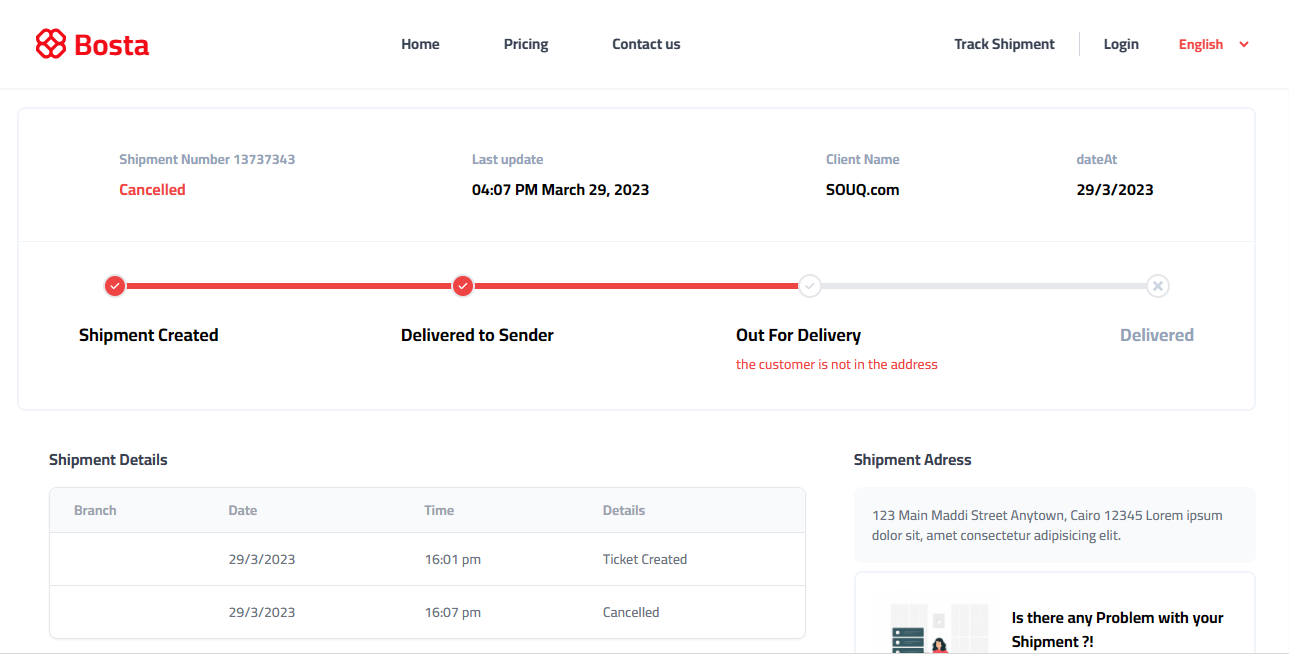 Bosta Home Pricing Contact us Track Shipment Login English
Shipment Number 13737343 Last update Client Name dateAt
Cancelled 04:07 PM March 29, 2023 SOUQ.com 29/3/2023
Shipment Created Delivered to Sender Out For Delivery Delivered
the customer is not in the address
Shipment Details
Branch Date Time Details
29/3/2023 16:01 pm Ticket Created
29/3/2023 16:07 pm Cancelled
Shipment Adress
123 Main Maddi Street Anytown, Cairo 12345 Lorem ipsum
dolor sit, amet consectetur adipisicing elit.
Is there any Problem with your
Shipment ?!